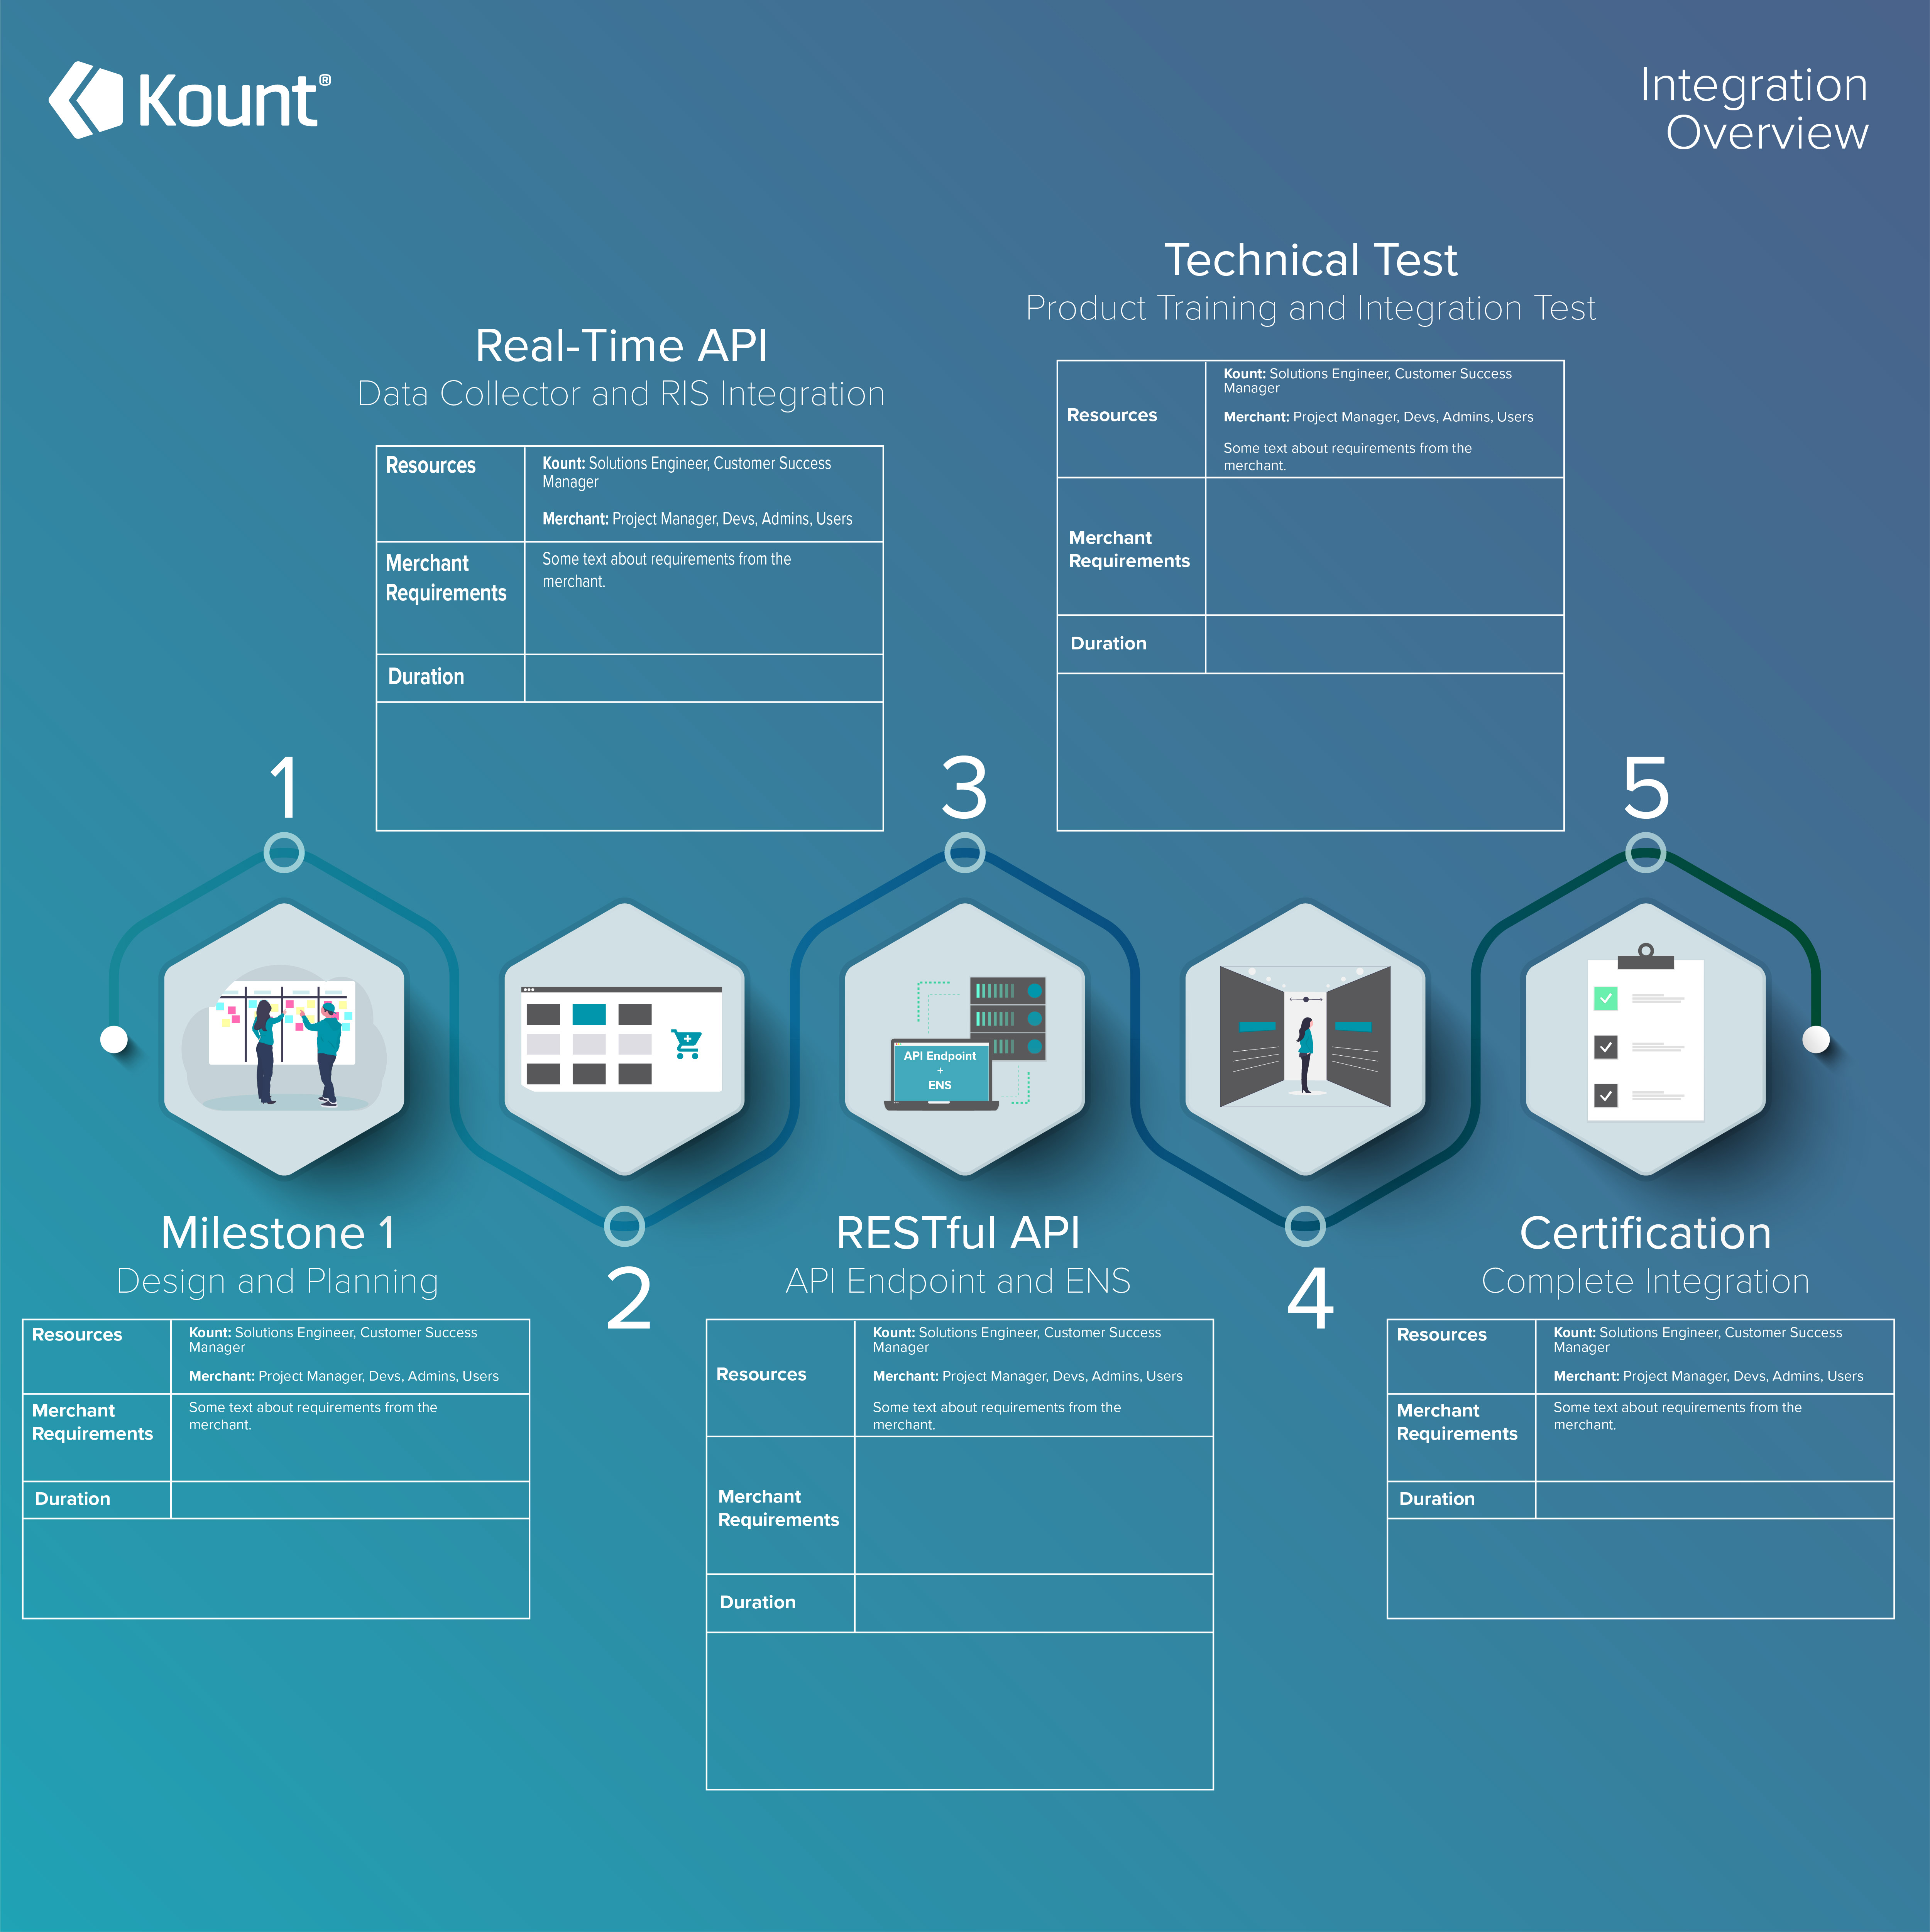 Kount®
Integration
Overview
Technical Test
Product Training and Integration Test
Resources
Kount: Solutions Engineer, Customer Success
Manager
Merchant: Project Manager, Devs, Admins, Users
Some text about requirements from the
merchant.
Merchant
Requirements
Duration
Real-Time API
Data Collector and RIS Integration
Resources
Kount: Solutions Engineer, Customer Success
Manager
Merchant: Project Manager, Devs, Admins, Users
Merchant
Requirements
Some text about requirements from the
merchant.
Duration
1
3
5
API Endpoint
+
ENS
Milestone 1
Design and Planning
Resources
Kount: Solutions Engineer, Customer Success
Manager
Merchant: Project Manager, Devs, Admins, Users
Merchant
Requirements
Some text about requirements from the
merchant.
Duration
2
RESTful API
API Endpoint and ENS
Resources
Kount: Solutions Engineer, Customer Success
Manager
Merchant: Project Manager, Devs, Admins, Users
Some text about requirements from the
merchant.
Merchant
Requirements
Duration
4
Certification
Complete Integration
Resources
Kount: Solutions Engineer, Customer Success
Manager
Merchant: Project Manager, Devs, Admins, Users
Merchant
Requirements
Some text about requirements from the
merchant.
Duration